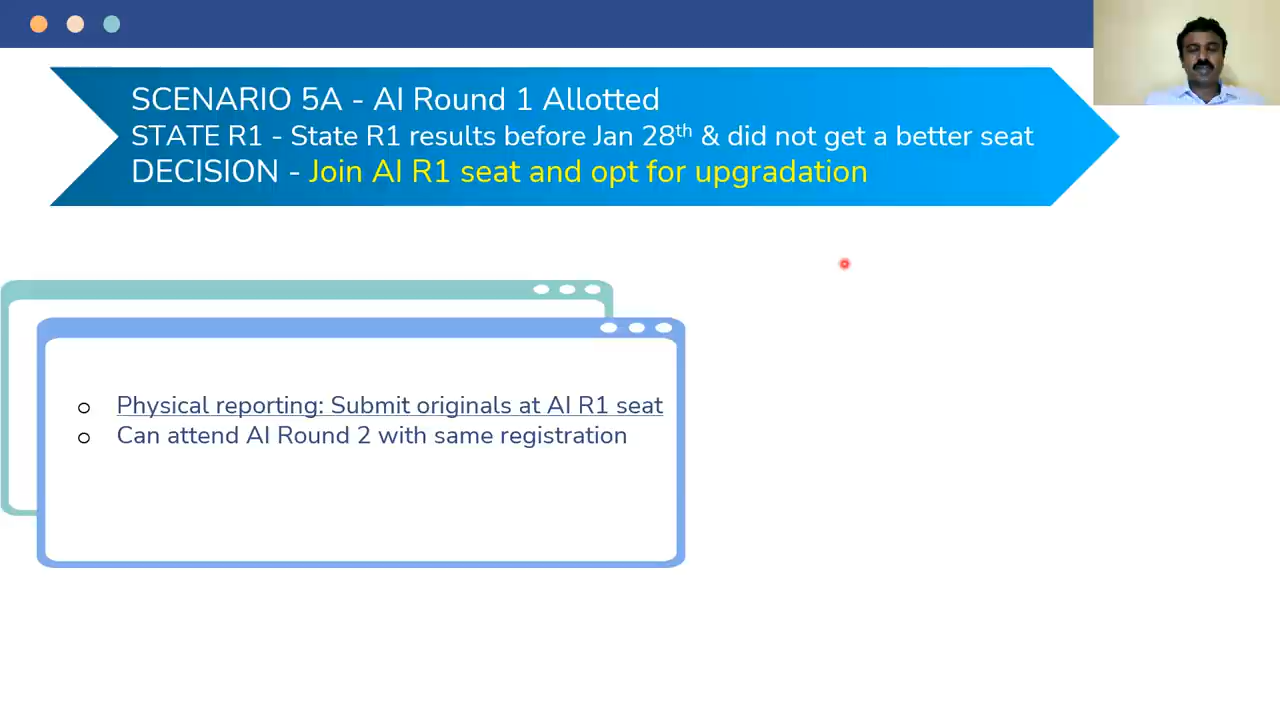 SCENARIO 5A - AI Round 1 Allotted
STATE R1 - State R1 results before Jan 28th & did not get a better seat
DECISION - Join AI R1 seat and opt for upgradation
o Physical reporting: Submit originals at AI R1 seat
o Can attend AI Round 2 with same registration